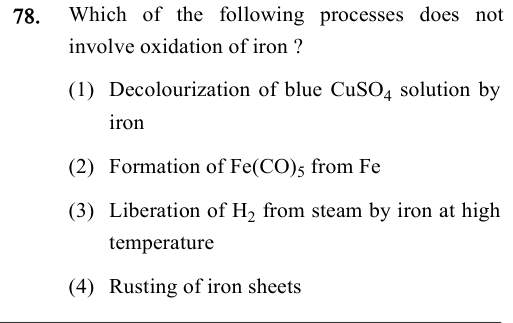 78. Which of the following processes does not
involve oxidation of iron ?
(1) Decolourization of blue CuSO₄ solution by
iron
(2) Formation of Fe(CO)₅ from Fe
(3) Liberation of H₂ from steam by iron at high
temperature
(4) Rusting of iron sheets